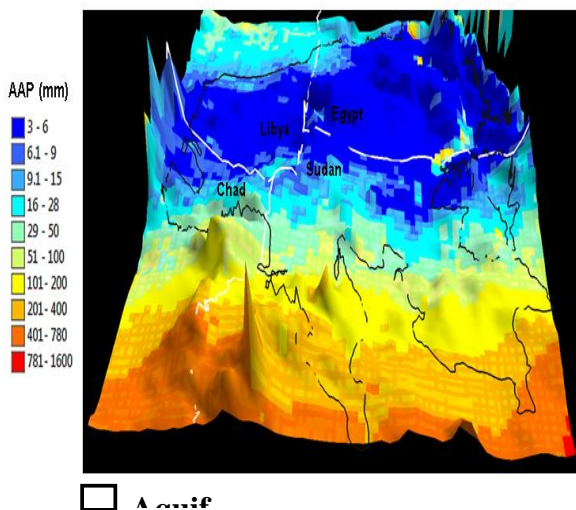 AAP (mm)
3 - 6
6.1 - 9
9.1 - 15
16 - 28
29 - 50
51 - 100
101 - 200
201 - 400
401 - 780
781 - 1600
Libya
Egypt
Sudan
Chad
Aquif